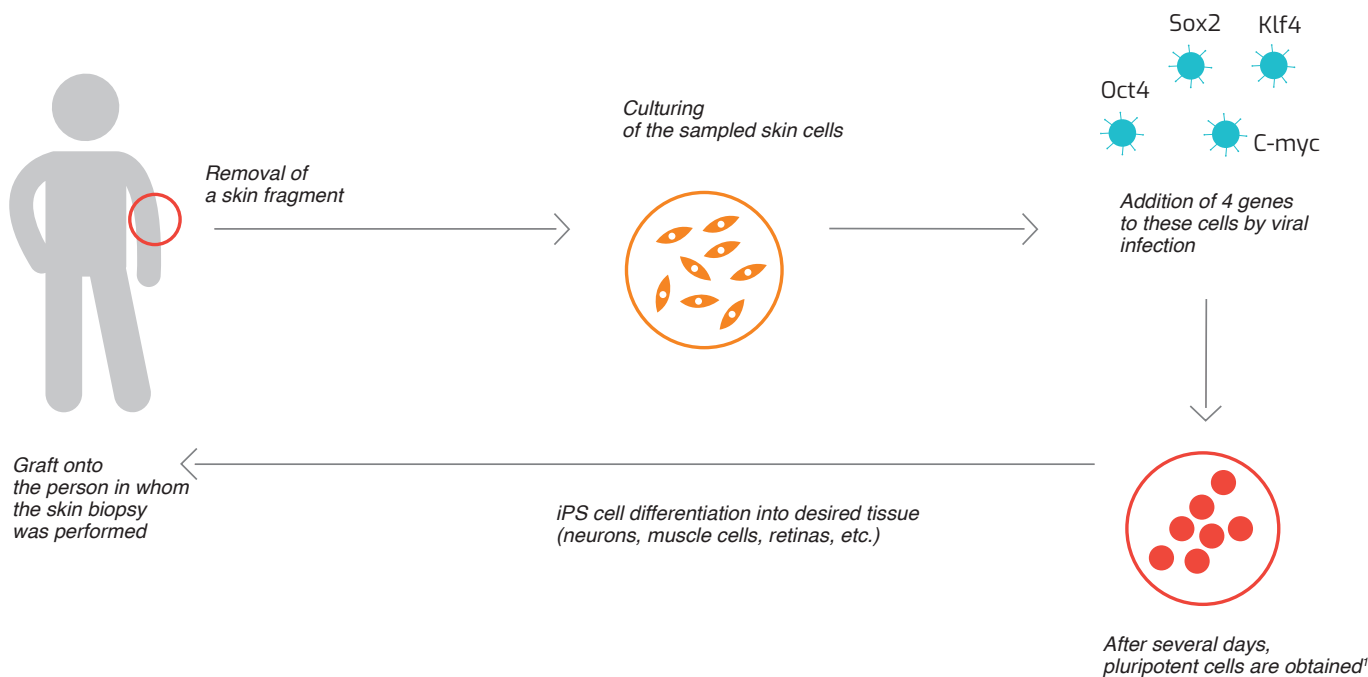 Removal of
a skin fragment
Culturing
of the sampled skin cells
Sox2
Klf4
Oct4
C-myc
Addition of 4 genes
to these cells by viral
infection
After several days,
pluripotent cells are obtained¹
iPS cell differentiation into desired tissue
(neurons, muscle cells, retinas, etc.)
Graft onto
the person in whom
the skin biopsy
was performed